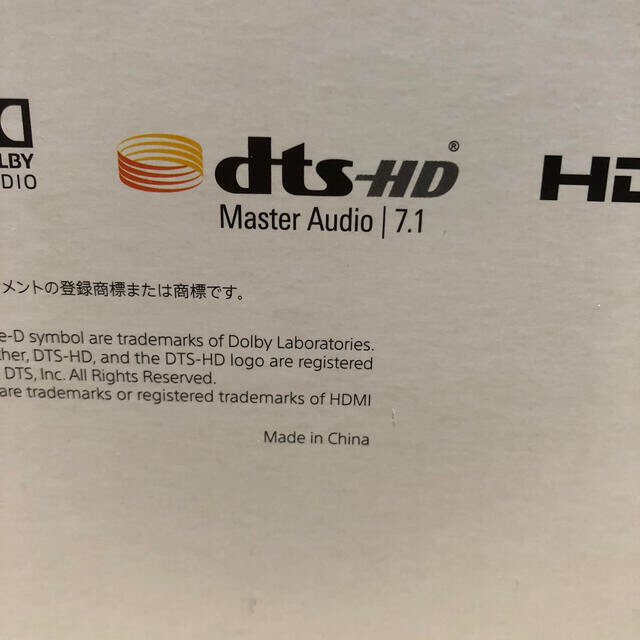 LBY
DIO
dts-HD®
Master Audio | 7.1
HD
メントの登録商標または商標です。
e-D symbol are trademarks of Dolby Laboratories.
her, DTS-HD, and the DTS-HD logo are registered
DTS, Inc. All Rights Reserved.
are trademarks or registered trademarks of HDMI
Made in China